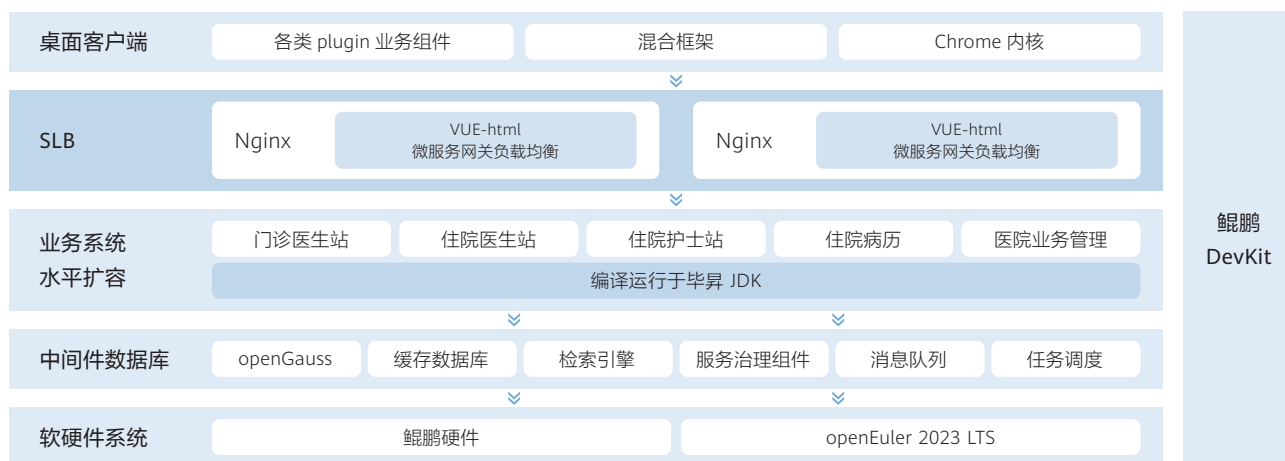 桌面客户端
各类 plugin 业务组件
混合框架
Chrome 内核
SLB
Nginx
VUE-html
微服务网关负载均衡
Nginx
VUE-html
微服务网关负载均衡
业务系统
水平扩容
门诊医生站
住院医生站
住院护士站
住院病历
医院业务管理
编译运行于毕昇 JDK
中间件数据库
openGauss
缓存数据库
检索引擎
服务治理组件
消息队列
任务调度
软硬件系统
鲲鹏硬件
openEuler 2023 LTS
鲲鹏
DevKit